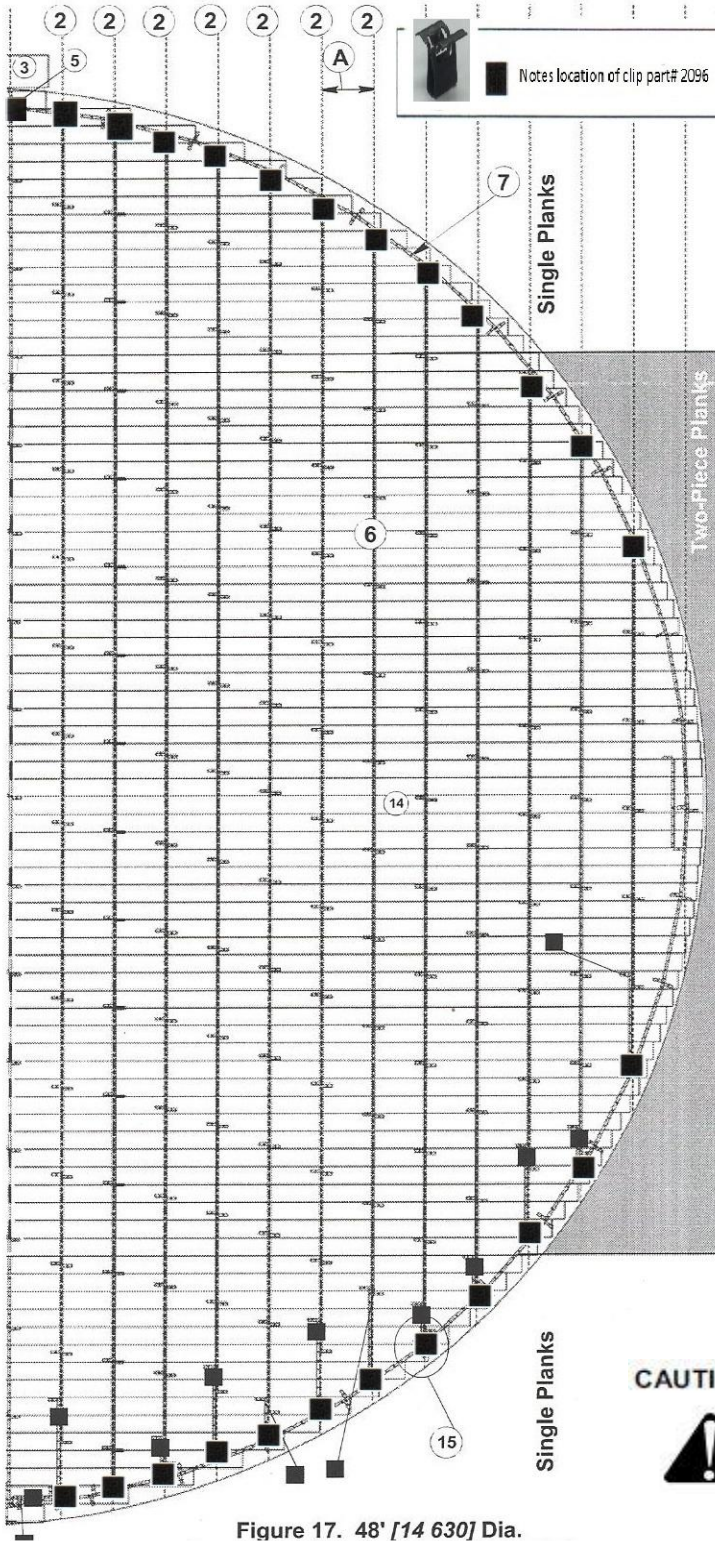 2 2 2 2 2 2 2
A
3
5
Notes location of clip part# 2096
7
Single Planks
Two-Piece Planks
6
14
15
Single Planks
CAUTI
Figure 17. 48' [14 630] Dia.